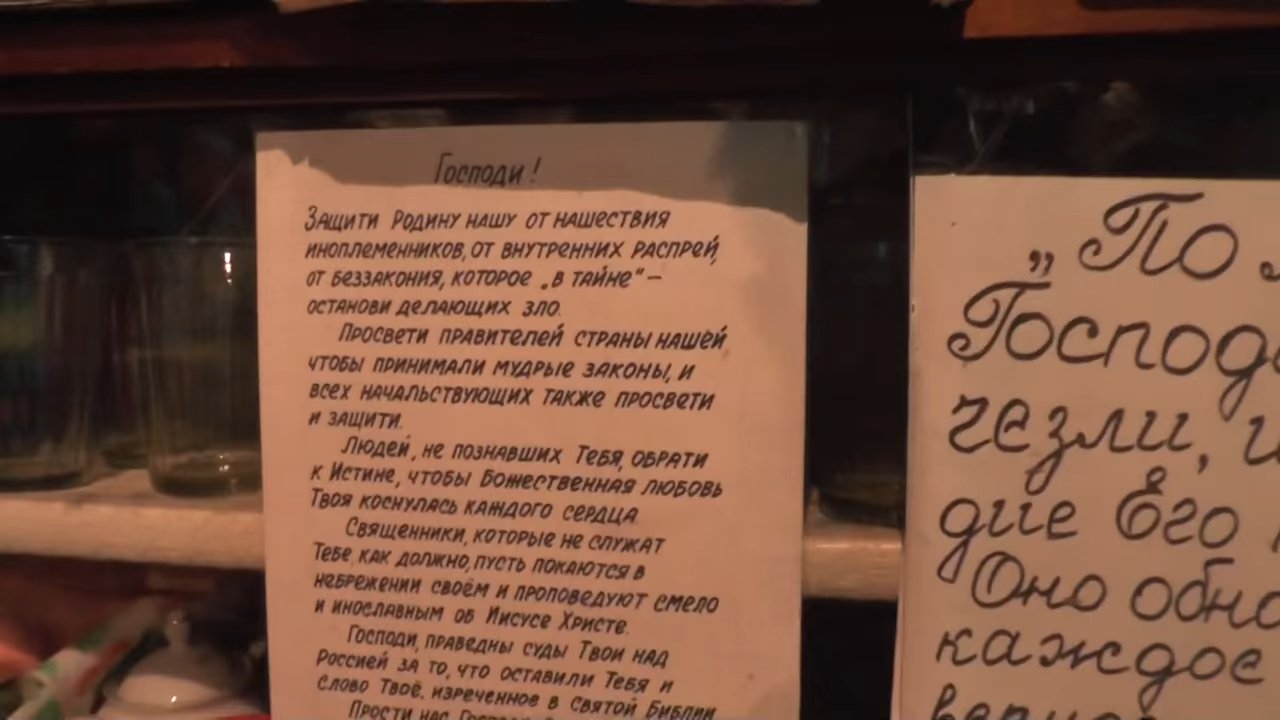 Господи!
Защити Родину нашу от нашествия
иноплеменников, от внутренних распрей,
от беззакония, которое „в тайне“ —
останови делающих зло.
Просвети правителей страны нашей
чтобы принимали мудрые законы, и
всех начальствующих также просвети
и защити.
Людей, не познавших Тебя, обрати
к Истине, чтобы Божественная любовь
Твоя коснулась каждого сердца.
Священники, которые не служат
Тебе, как должно, пусть покаются в
небрежении своём и проповедуют смело
и инославным об Иисусе Христе.
Господи, праведны суды Твои над
Россией за то, что оставили Тебя и
Слово Твоё, изреченное в Святой Библии
Прости нас
„По
Господ
чезли,
дие Его
Оно обно
каждое